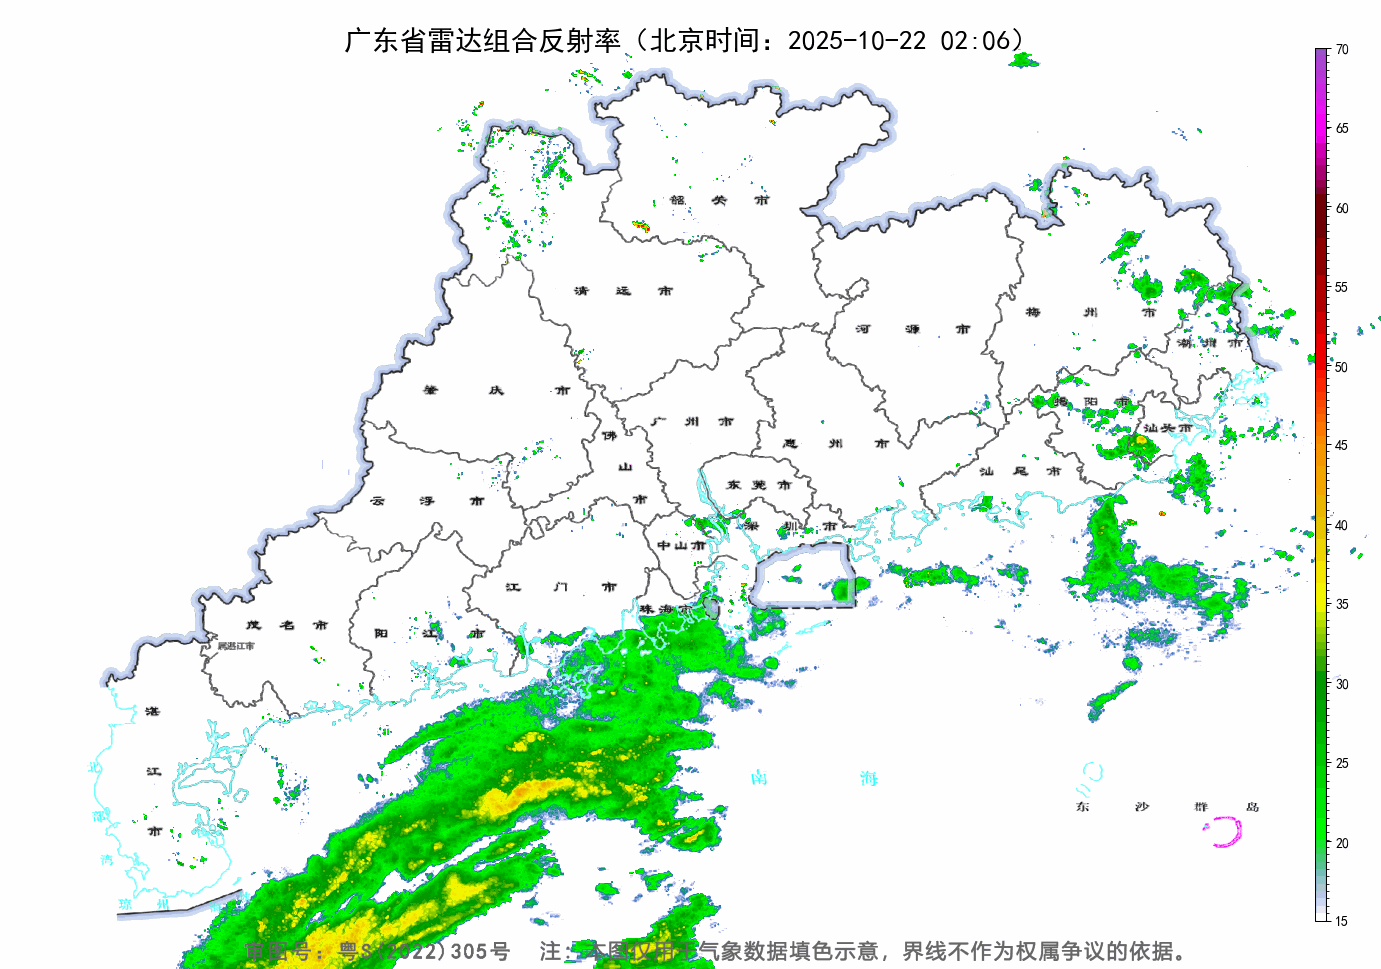 广东省雷达组合反射率（北京时间：2025-10-22 02:06）
70
65
60
55
50
45
40
35
30
25
20
15
韶关市
清远市
河源市
梅州市
潮州市
肇庆市
广州市
揭阳市
汕头市
佛山市
惠州市
汕尾市
东莞市
云浮市
深圳市
中山市
江门市
珠海市
茂名市
阳江市
属湛江市
湛江市
北部湾
南海
东沙群岛
琼州
审图号：粤S(2022)305号 注：本图仅用于气象数据填色示意，界线不作为权属争议的依据。